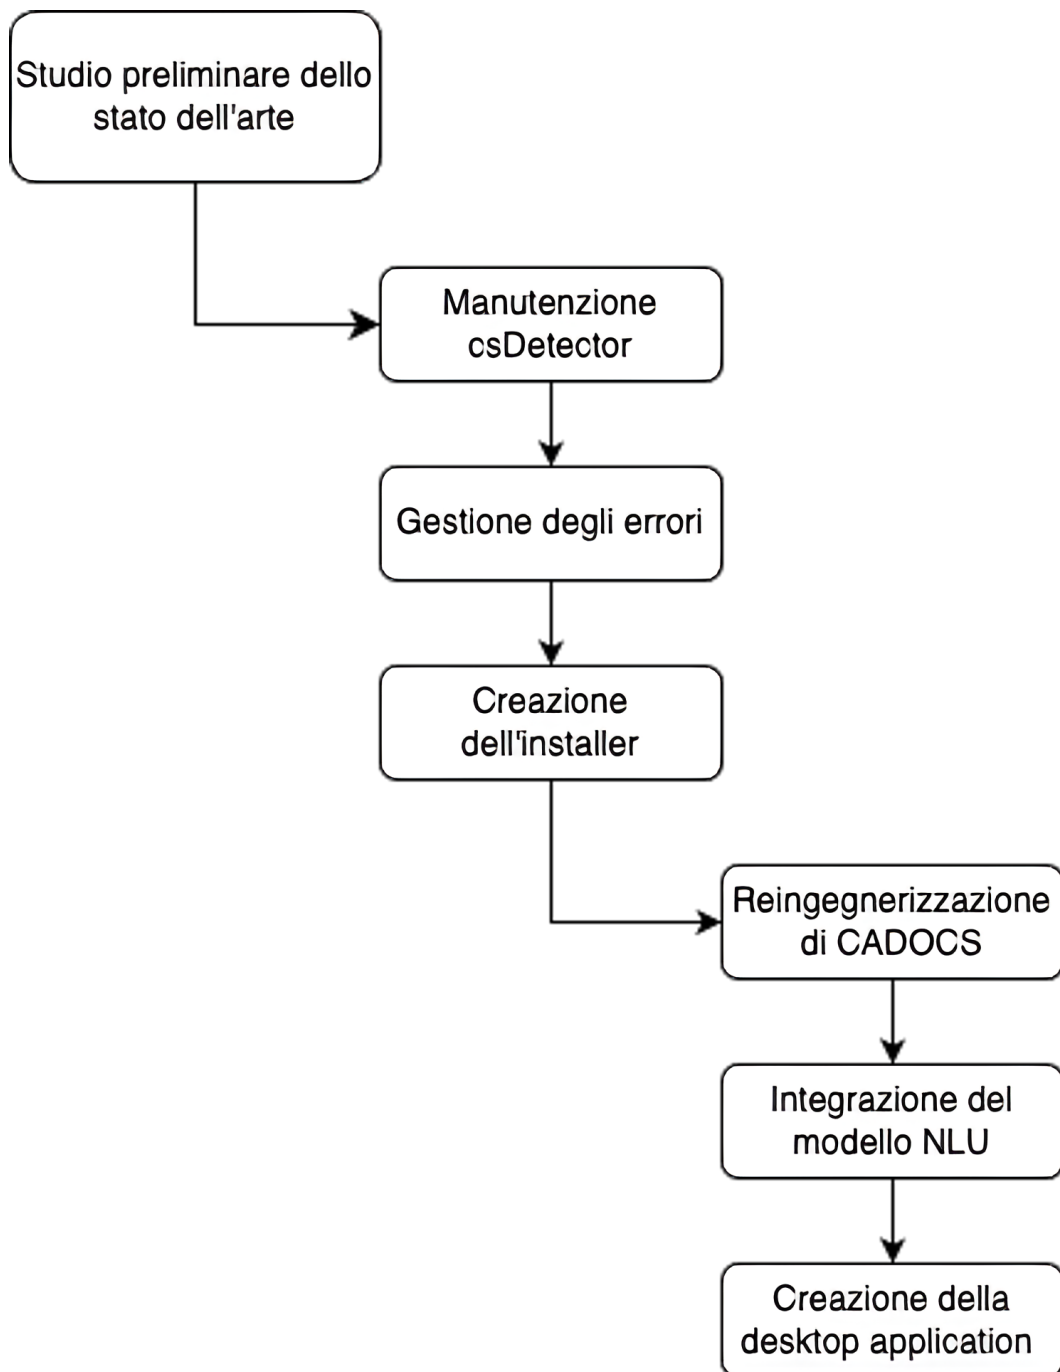 Studio preliminare dello
stato dell'arte
Manutenzione
csDetector
Gestione degli errori
Creazione
dell'installer
Reingegnerizzazione
di CADOCS
Integrazione del
modello NLU
Creazione della
desktop application